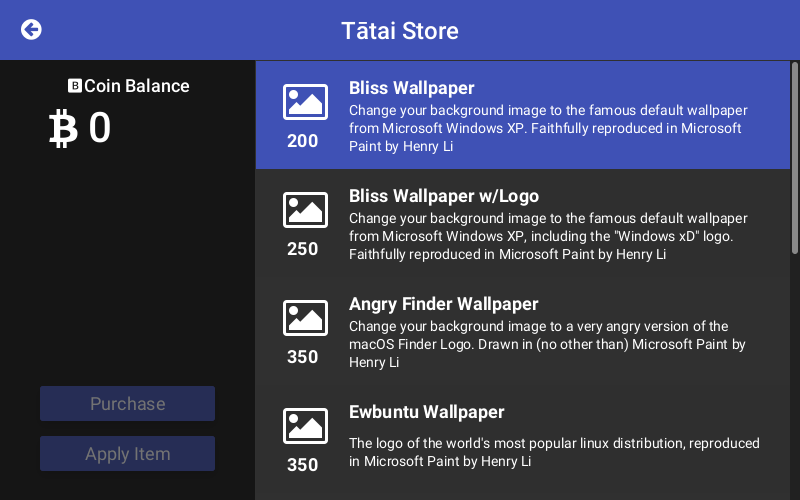 Tātai Store
Coin Balance
0
Purchase
Apply Item
Bliss Wallpaper
Change your background image to the famous default wallpaper
from Microsoft Windows XP. Faithfully reproduced in Microsoft
Paint by Henry Li
200
Bliss Wallpaper w/Logo
Change your background image to the famous default wallpaper
from Microsoft Windows XP, including the "Windows xD" logo.
Faithfully reproduced in Microsoft Paint by Henry Li
250
Angry Finder Wallpaper
Change your background image to a very angry version of the
macOS Finder Logo. Drawn in (no other than) Microsoft Paint by
Henry Li
350
Ewbuntu Wallpaper
The logo of the world's most popular linux distribution, reproduced
in Microsoft Paint by Henry Li
350